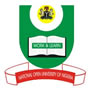 WORK & LEARN
NATIONAL OPEN UNIVERSITY OF NIGERIA